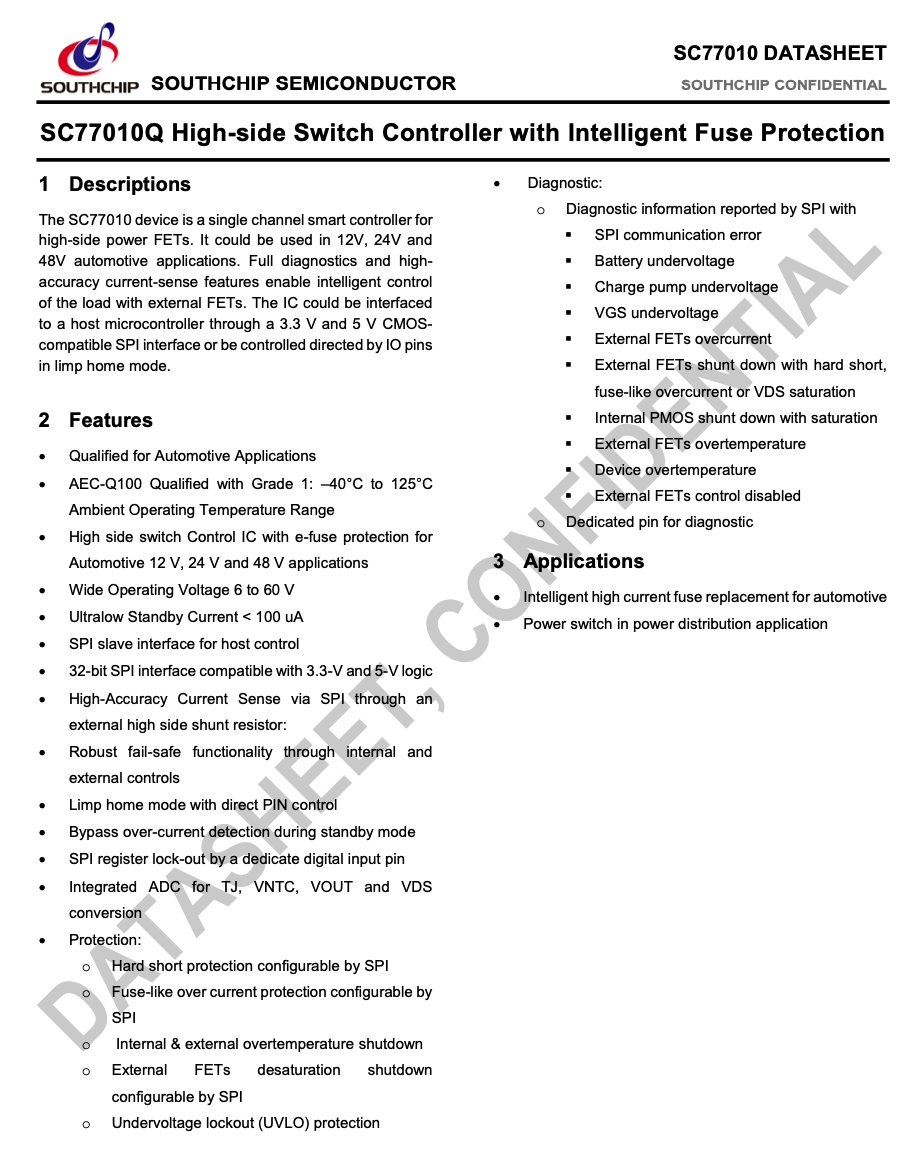 SOUTHCHIP
SOUTHCHIP SEMICONDUCTOR
SC77010 DATASHEET
SOUTHCHIP CONFIDENTIAL
SC77010Q High-side Switch Controller with Intelligent Fuse Protection
1 Descriptions
The SC77010 device is a single channel smart controller for
high-side power FETs. It could be used in 12V, 24V and
48V automotive applications. Full diagnostics and high-
accuracy current-sense features enable intelligent control
of the load with external FETs. The IC could be interfaced
to a host microcontroller through a 3.3 V and 5 V CMOS-
compatible SPI interface or be controlled directed by IO pins
in limp home mode.
2 Features
• Qualified for Automotive Applications
• AEC-Q100 Qualified with Grade 1: –40°C to 125°C
Ambient Operating Temperature Range
• High side switch Control IC with e-fuse protection for
Automotive 12 V, 24 V and 48 V applications
• Wide Operating Voltage 6 to 60 V
• Ultralow Standby Current < 100 uA
• SPI slave interface for host control
• 32-bit SPI interface compatible with 3.3-V and 5-V logic
• High-Accuracy Current Sense via SPI through an
external high side shunt resistor:
• Robust fail-safe functionality through internal and
external controls
• Limp home mode with direct PIN control
• Bypass over-current detection during standby mode
• SPI register lock-out by a dedicate digital input pin
• Integrated ADC for TJ, VNTC, VOUT and VDS
conversion
• Protection:
o Hard short protection configurable by SPI
o Fuse-like over current protection configurable by
SPI
o Internal & external overtemperature shutdown
o External FETs desaturation shutdown
configurable by SPI
o Undervoltage lockout (UVLO) protection
• Diagnostic:
o Diagnostic information reported by SPI with
▪ SPI communication error
▪ Battery undervoltage
▪ Charge pump undervoltage
▪ VGS undervoltage
▪ External FETs overcurrent
▪ External FETs shunt down with hard short,
fuse-like overcurrent or VDS saturation
▪ Internal PMOS shunt down with saturation
▪ External FETs overtemperature
▪ Device overtemperature
▪ External FETs control disabled
o Dedicated pin for diagnostic
3 Applications
• Intelligent high current fuse replacement for automotive
• Power switch in power distribution application
DATASHEET, CONFIDENTIAL